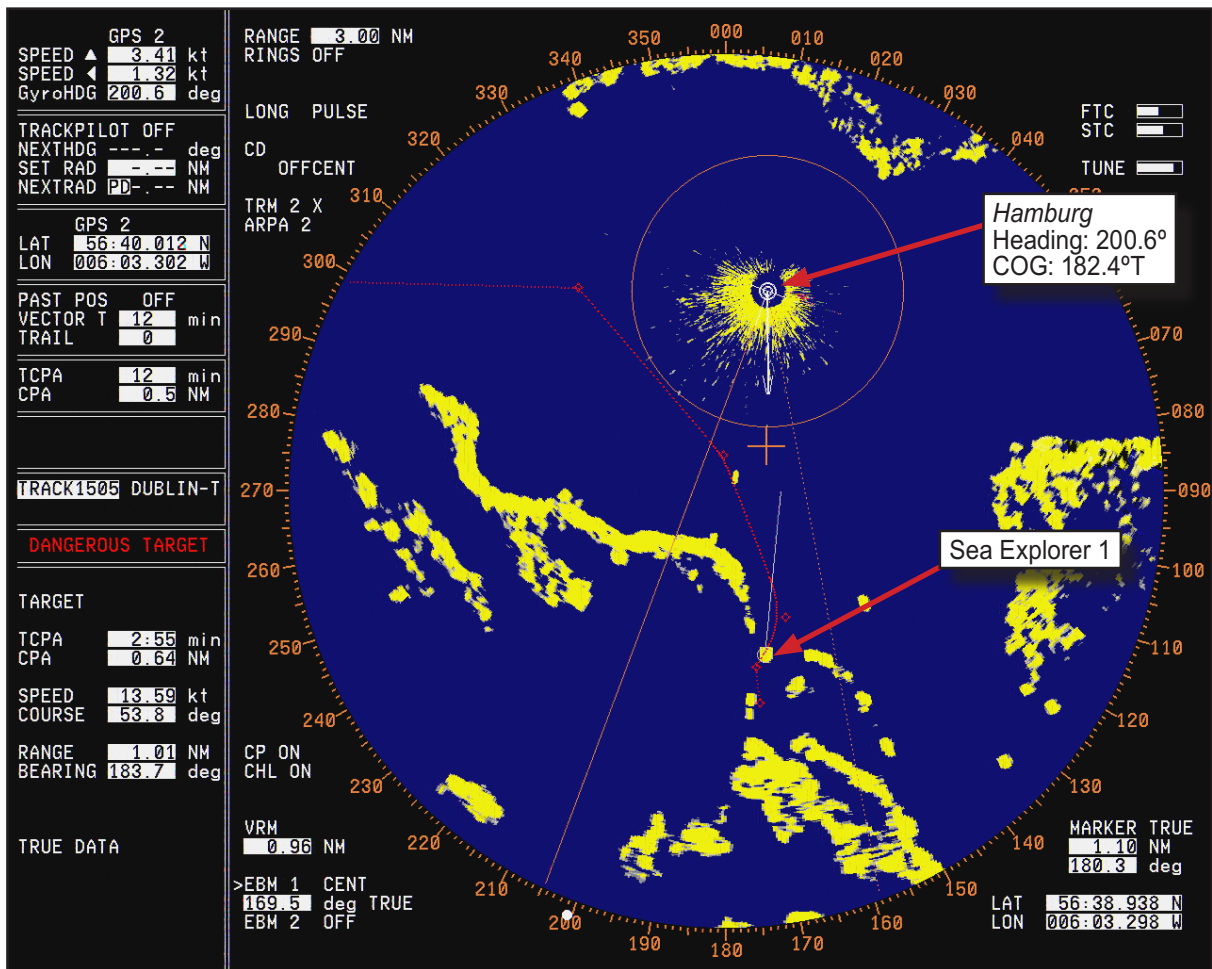 GPS 2
SPEED ▲ 3.41 kt
SPEED ◀ 1.32 kt
GyroHDG 200.6 deg
TRACKPILOT OFF
NEXTHDG ---.- deg
SET RAD -.-- NM
NEXTRAD PD-.-- NM
GPS 2
LAT 56:40.012 N
LON 006:03.302 W
PAST POS OFF
VECTOR T 12 min
TRAIL 0
TCPA 12 min
CPA 0.5 NM
TRACK1505 DUBLIN-T
DANGEROUS TARGET
TARGET
TCPA 2:55 min
CPA 0.64 NM
SPEED 13.59 kt
COURSE 53.8 deg
RANGE 1.01 NM
BEARING 183.7 deg
TRUE DATA
RANGE 3.00 NM
RINGS OFF
LONG PULSE
CD
OFFCENT
TRM 2 X
ARPA 2
FTC
STC
TUNE
340 350 000 010 020
330 030
320 040
310
300
290 070
280 080
270 090
260 100
250 110
240 120
230 130
220 140
210 150
200 190 180 170 160
Hamburg
Heading: 200.6º
COG: 182.4ºT
Sea Explorer 1
CP ON
CHL ON
VRM
0.96 NM
>EBM 1 CENT
169.5 deg TRUE
EBM 2 OFF
MARKER TRUE
1.10 NM
180.3 deg
LAT 56:38.938 N
LON 006:03.298 W